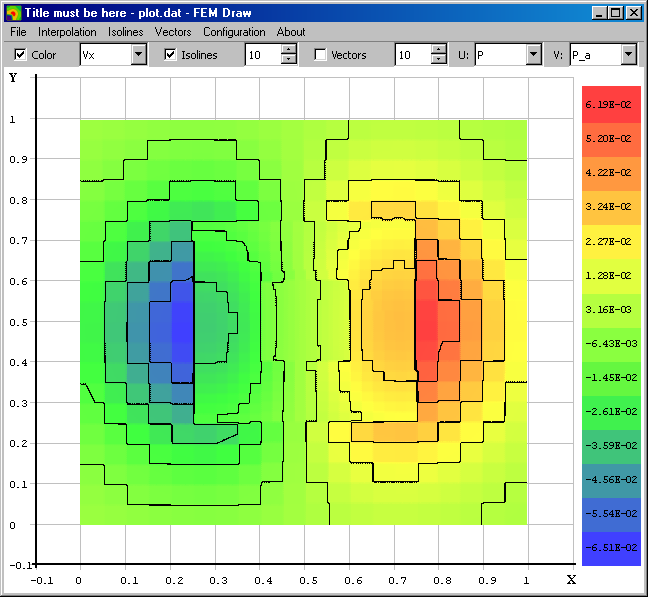 Title must be here - plot.dat - FEM Draw
File Interpolation Isolines Vectors Configuration About
Color Vx Isolines 10 Vectors 10 U: P V: P_a
Y
1
0.9
0.8
0.7
0.6
0.5
0.4
0.3
0.2
0.1
0
-0.1
-0.1 0 0.1 0.2 0.3 0.4 0.5 0.6 0.7 0.8 0.9 1 X
6.19E-02
5.20E-02
4.22E-02
3.24E-02
2.27E-02
1.28E-02
3.16E-03
-6.43E-03
-1.45E-02
-2.61E-02
-3.59E-02
-4.56E-02
-5.54E-02
-6.51E-02